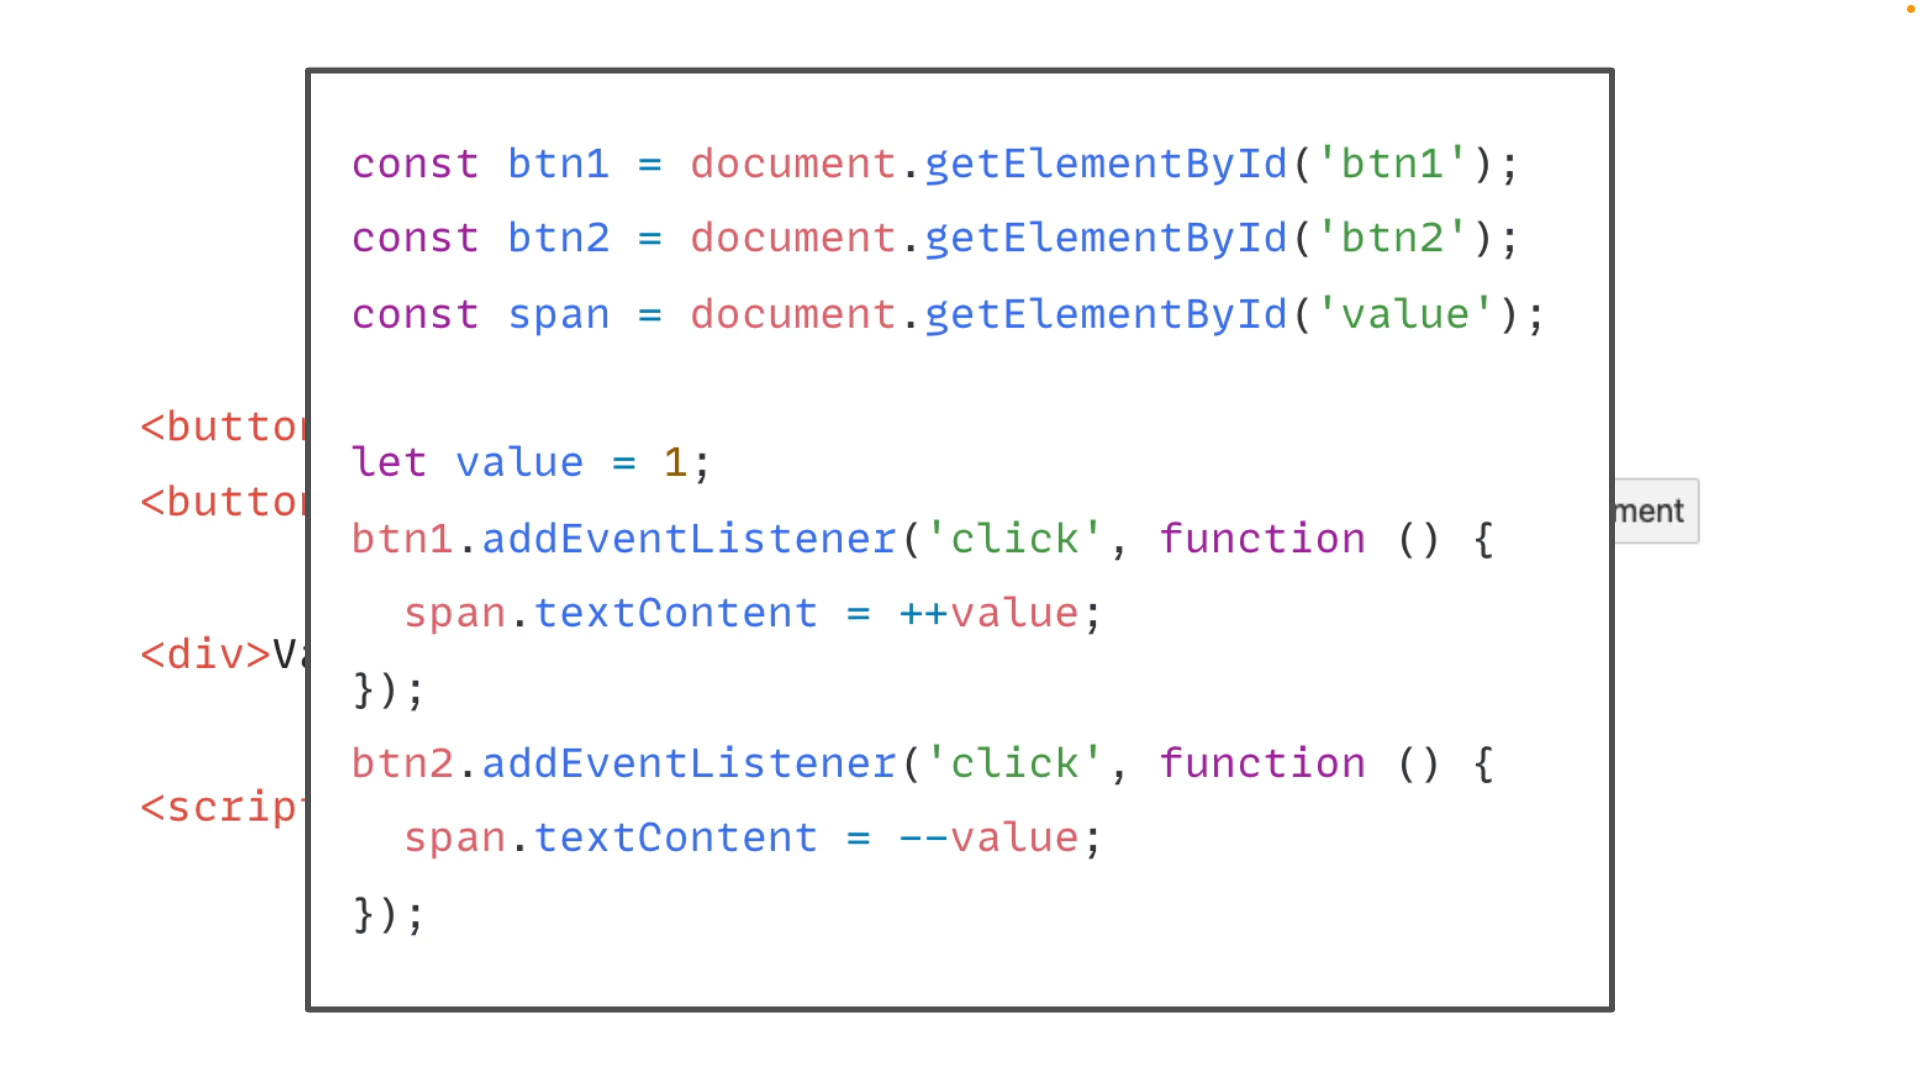 const btn1 = document.getElementById('btn1');
const btn2 = document.getElementById('btn2');
const span = document.getElementById('value');
let value = 1;
btn1.addEventListener('click', function () {
  span.textContent = ++value;
});
btn2.addEventListener('click', function () {
  span.textContent = --value;
});
<div>